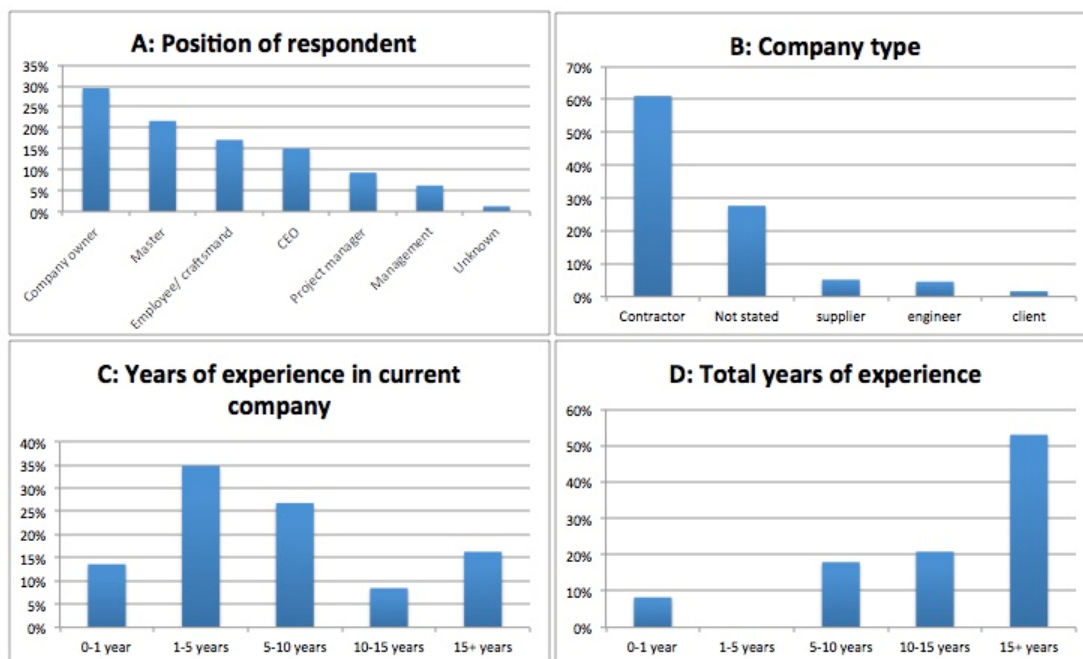 A: Position of respondent
35%
30%
25%
20%
15%
10%
5%
0%
Company owner
Master
Employee/ craftsmand
CEO
Project manager
Management
Unknown
B: Company type
70%
60%
50%
40%
30%
20%
10%
0%
Contractor
Not stated
supplier
engineer
client
C: Years of experience in current
company
40%
35%
30%
25%
20%
15%
10%
5%
0%
0-1 year
1-5 years
5-10 years
10-15 years
15+ years
D: Total years of experience
60%
50%
40%
30%
20%
10%
0%
0-1 year
1-5 years
5-10 years
10-15 years
15+ years